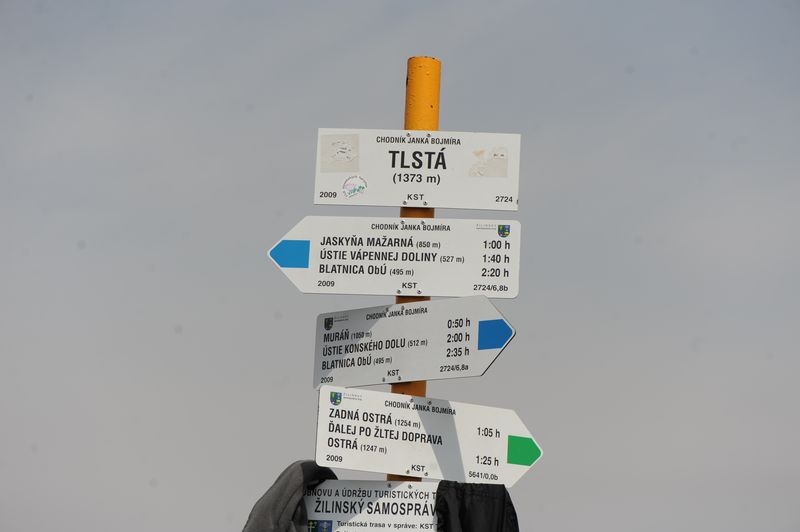 CHODNÍK JANKA BOJMÍRA
TLSTÁ
(1373 m)
2009 KST 2724
CHODNÍK JANKA BOJMÍRA
JASKYŇA MAŽARNÁ (850 m) 1:00 h
ÚSTIE VÁPENNEJ DOLINY (527 m) 1:40 h
BLATNICA ObÚ (495 m) 2:20 h
2009 KST 2724/6,8b
CHODNÍK JANKA BOJMÍRA
MURÁŇ (1050 m) 0:50 h
ÚSTIE KONSKÉHO DOLU (512 m) 2:00 h
BLATNICA ObÚ (495 m) 2:35 h
2009 KST 2724/6,8a
CHODNÍK JANKA BOJMÍRA
ZADNÁ OSTRÁ (1254 m) 1:05 h
ĎALEJ PO ŽLTEJ DOPRAVA
OSTRÁ (1247 m) 1:25 h
2009 KST 5641/0,0b
BNOVU A ÚDRŽBU TURISTICKÝCH T
ŽILINSKÝ SAMOSPRÁV
Turistická trasa v správe: KST